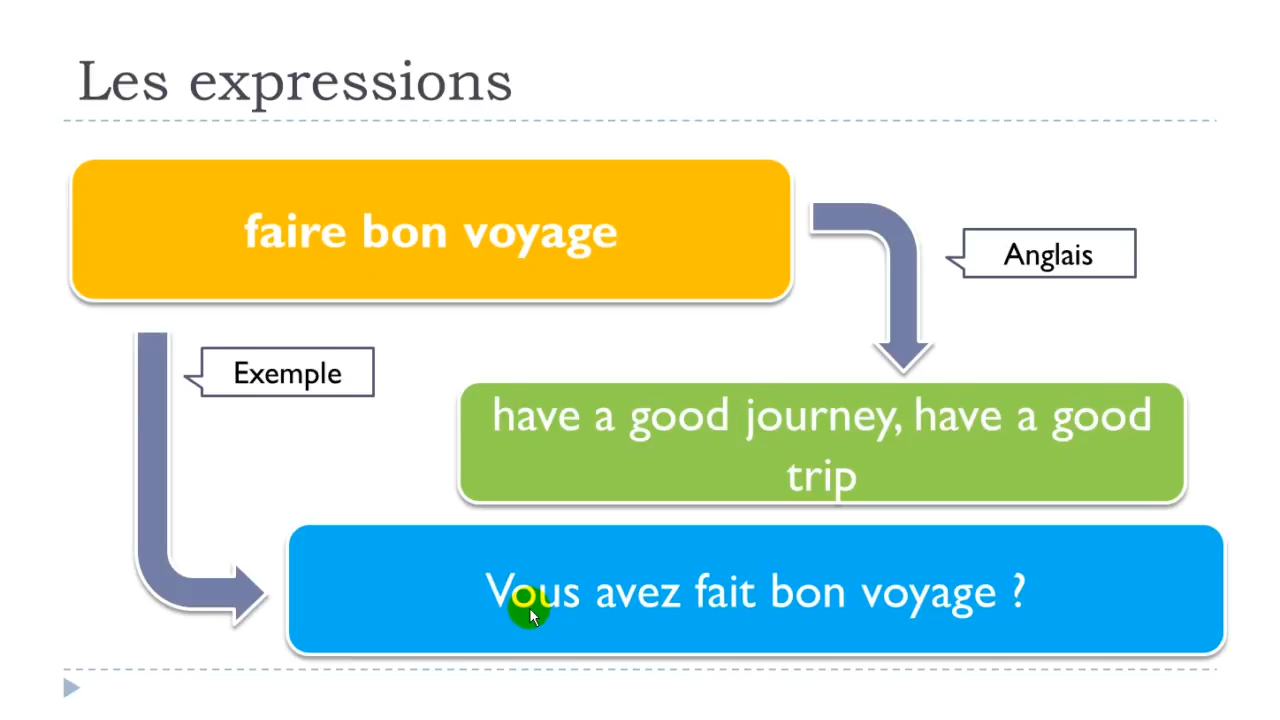 Les expressions
faire bon voyage
Anglais
Exemple
have a good journey, have a good
trip
Vous avez fait bon voyage ?